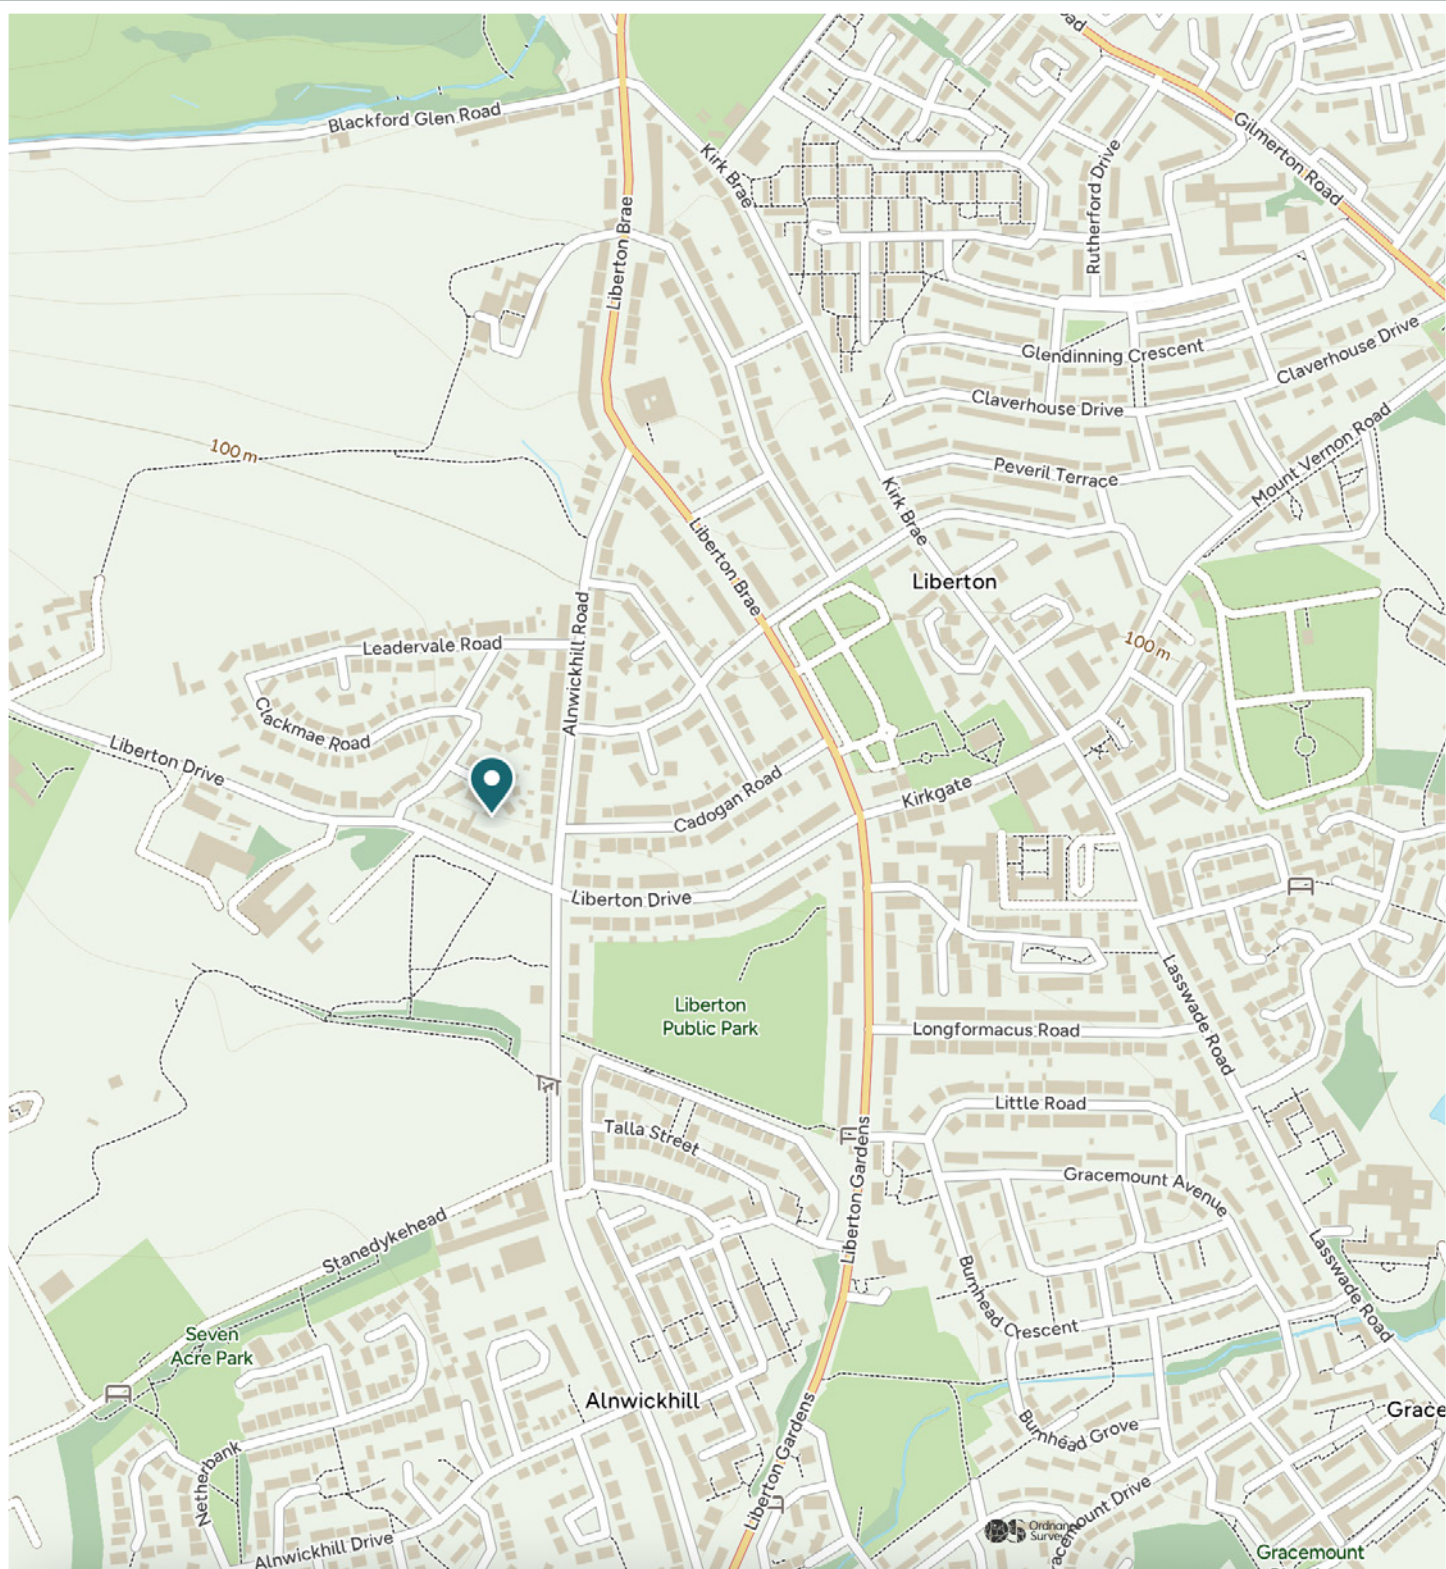 Blackford Glen Road
Kirk Brae
Gilmerton Road
Rutherford Drive
Liberton Brae
Glendinning Crescent
Claverhouse Drive
Claverhouse Drive
100 m
Peveril Terrace
Mount Vernon Road
Kirk Brae
Liberton Brae
Liberton
Alnwickhill Road
Leadervale Road
100 m
Clackmae Road
Liberton Drive
Cadogan Road
Kirkgate
Liberton Drive
Lasswade Road
Liberton
Public Park
Longformacus Road
Little Road
Talla Street
Liberton Gardens
Gracemount Avenue
Stanedykehead
Lasswade Road
Burnhead Crescent
Seven
Acre Park
Alnwickhill
Grace
Liberton Gardens
Burnhead Grove
Netherbank
Gracemount Drive
OS
Ordnan
Survey
Alnwickhill Drive
Gracemount